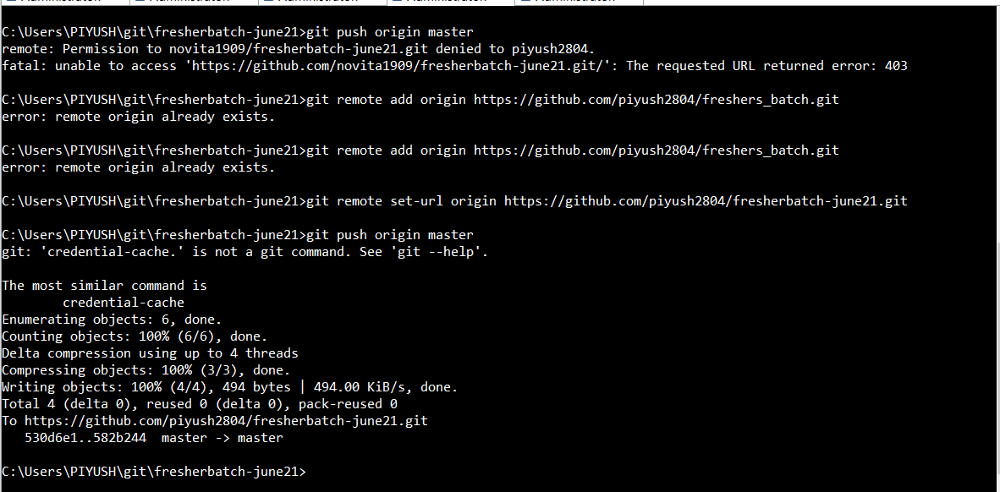 C:\Users\PIYUSH\git\fresherbatch-june21>git push origin master
remote: Permission to novita1909/fresherbatch-june21.git denied to piyush2804.
fatal: unable to access 'https://github.com/novita1909/fresherbatch-june21.git/': The requested URL returned error: 403
C:\Users\PIYUSH\git\fresherbatch-june21>git remote add origin https://github.com/piyush2804/freshers_batch.git
error: remote origin already exists.
C:\Users\PIYUSH\git\fresherbatch-june21>git remote add origin https://github.com/piyush2804/freshers_batch.git
error: remote origin already exists.
C:\Users\PIYUSH\git\fresherbatch-june21>git remote set-url origin https://github.com/piyush2804/fresherbatch-june21.git
C:\Users\PIYUSH\git\fresherbatch-june21>git push origin master
git: 'credential-cache.' is not a git command. See 'git --help'.
The most similar command is
credential-cache
Enumerating objects: 6, done.
Counting objects: 100% (6/6), done.
Delta compression using up to 4 threads
Compressing objects: 100% (3/3), done.
Writing objects: 100% (4/4), 494 bytes | 494.00 KiB/s, done.
Total 4 (delta 0), reused 0 (delta 0), pack-reused 0
To https://github.com/piyush2804/fresherbatch-june21.git
530d6e1..582b244  master -> master
C:\Users\PIYUSH\git\fresherbatch-june21>